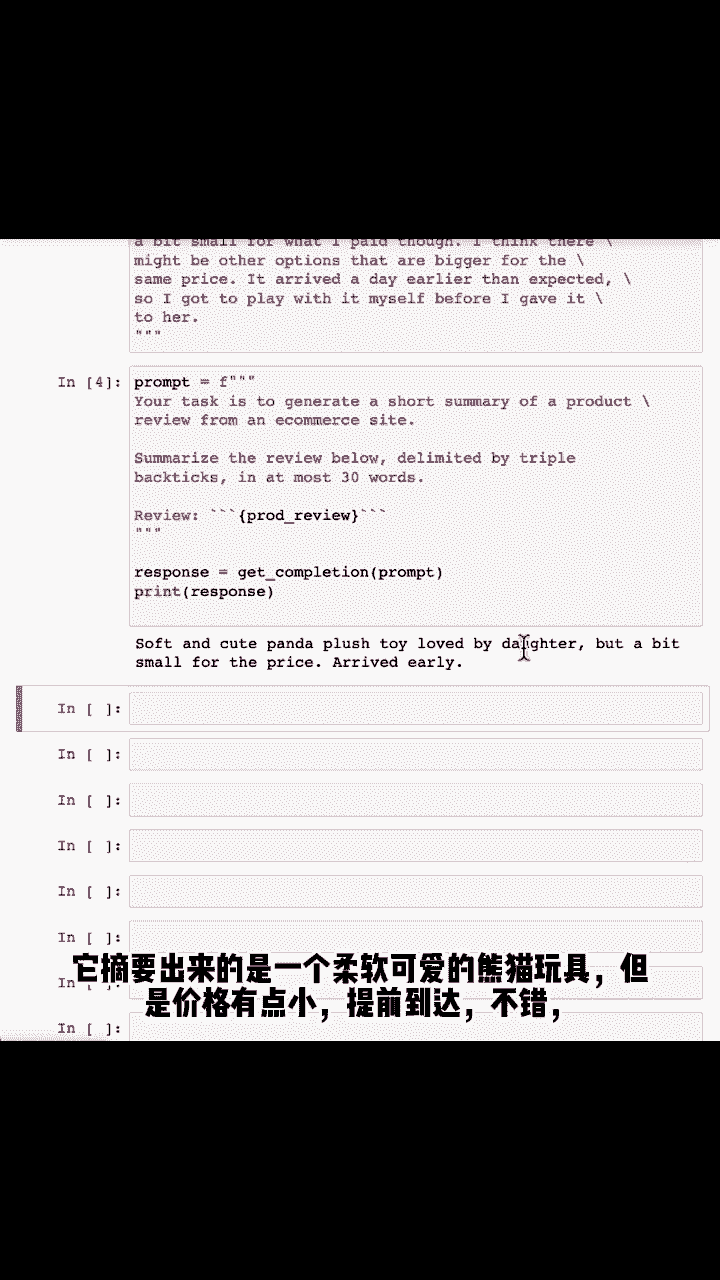 a bit small for what I paid though. I think there \
might be other options that are bigger for the \
same price. It arrived a day earlier than expected, \
so I got to play with it myself before I gave it \
to her.
"""
In [4]: prompt = f"""
Your task is to generate a short summary of a product \
review from an ecommerce site.
Summarize the review below, delimited by triple
backticks, in at most 30 words.
Review: ```{prod_review}```
"""
response = get_completion(prompt)
print(response)
Soft and cute panda plush toy loved by daughter, but a bit
small for the price. Arrived early.
In [ ]:
In [ ]:
In [ ]:
In [ ]:
In [ ]:
In [ ]:
它摘要出来的是一个柔软可爱的熊猫玩具，但
In [ ]:
是价格有点小，提前到达，不错，
In [ ]: